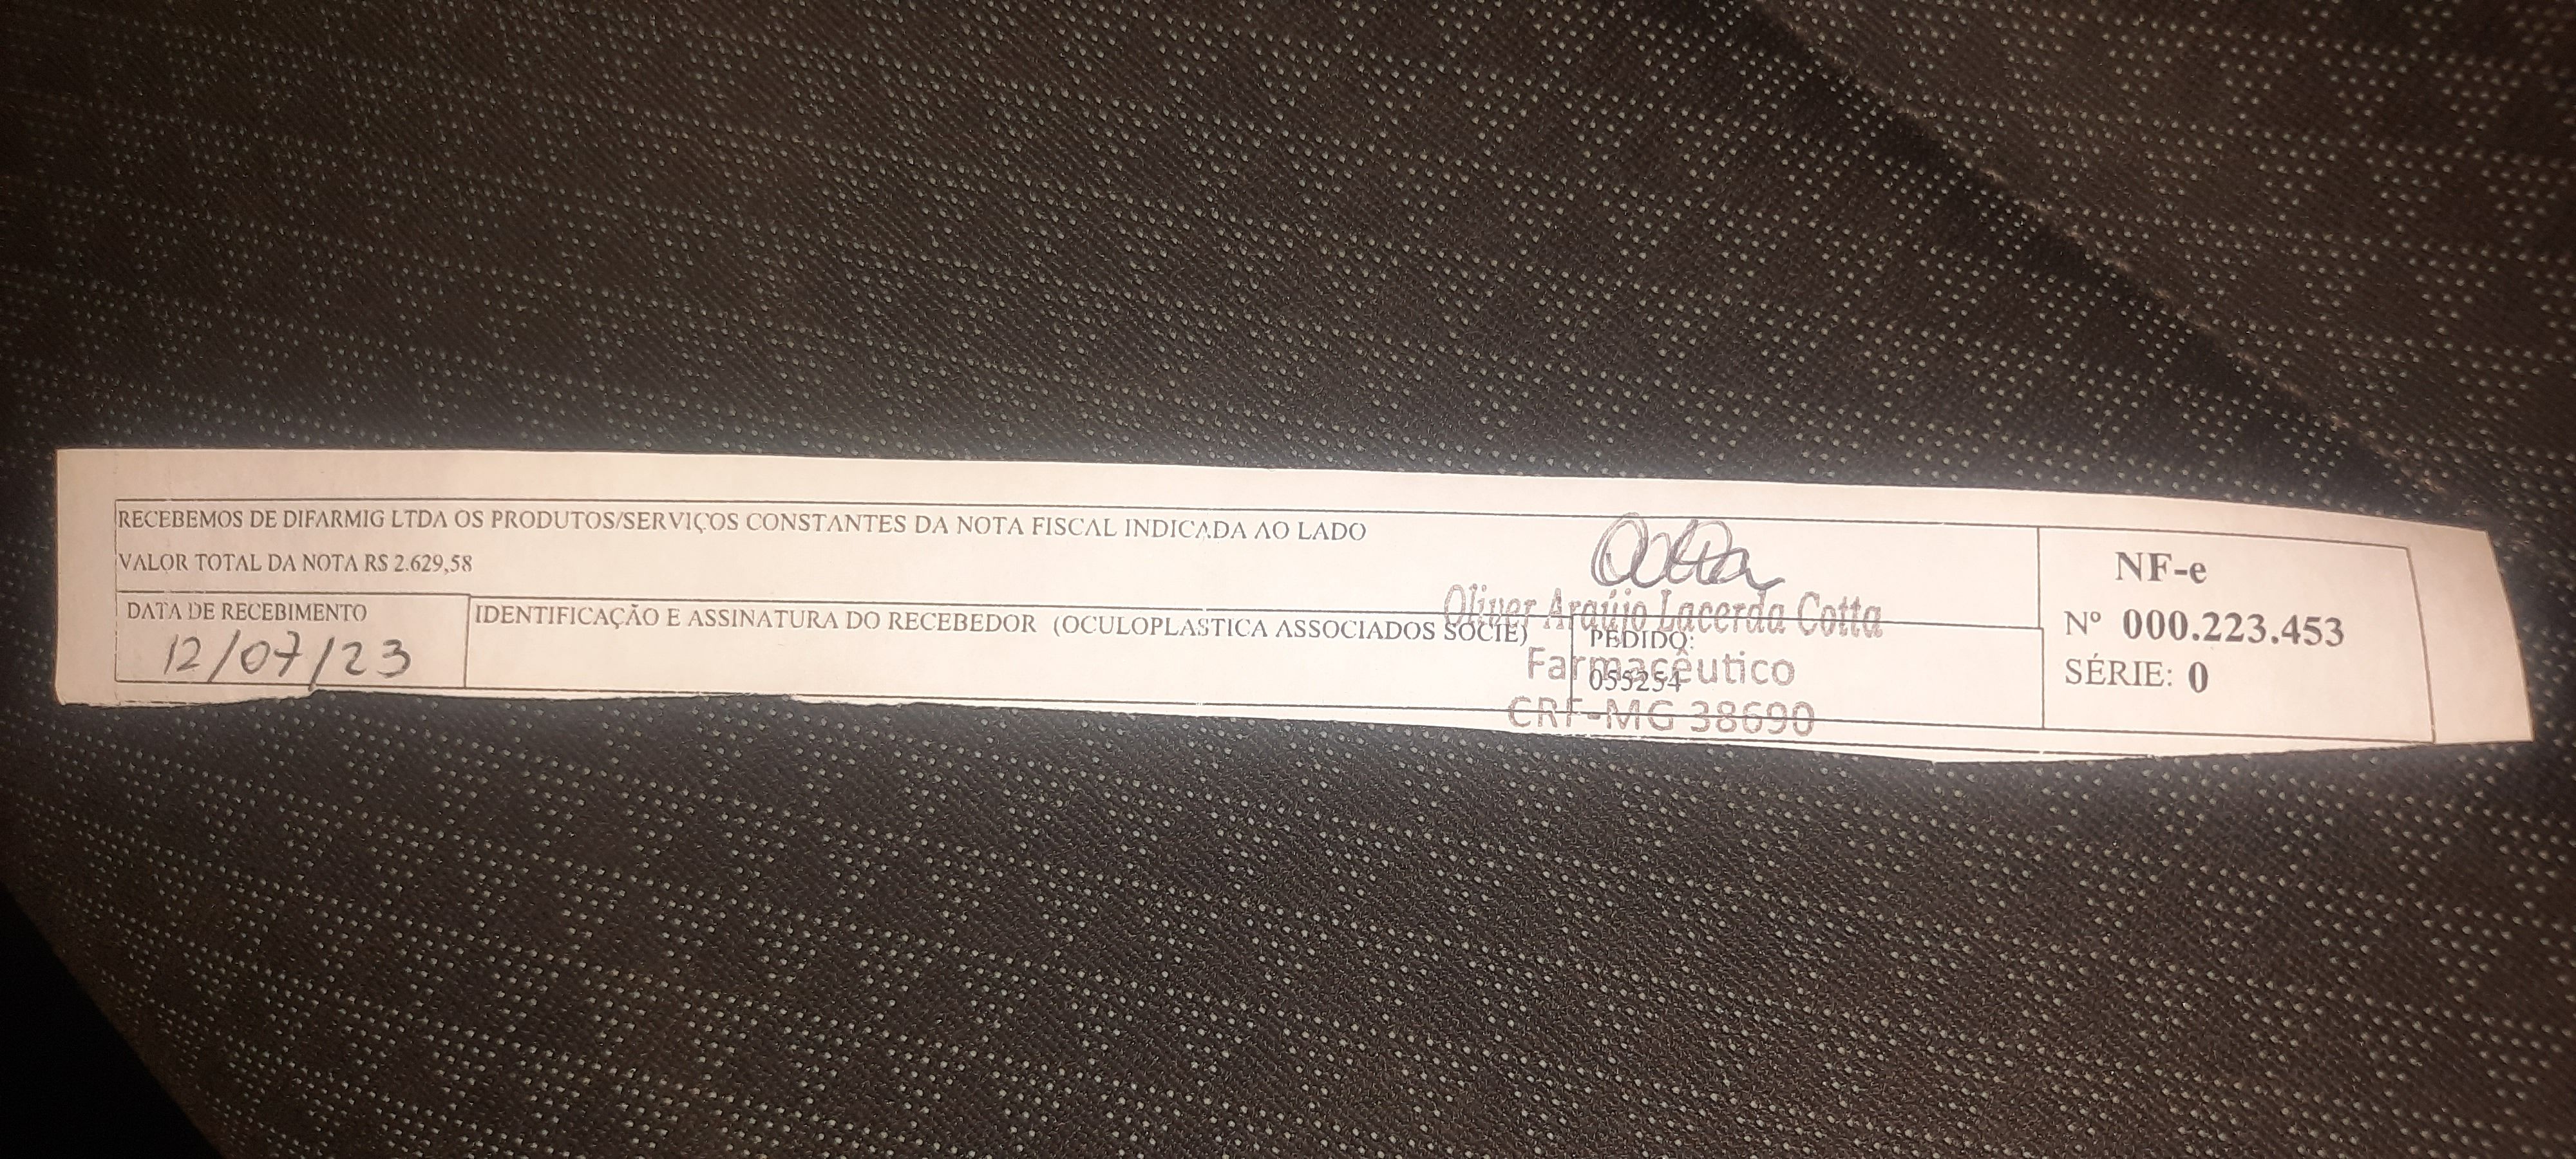 RECEBEMOS DE DIFARMIG LTDA OS PRODUTOS/SERVIÇOS CONSTANTES DA NOTA FISCAL INDICADA AO LADO
VALOR TOTAL DA NOTA R$ 2.629,58
DATA DE RECEBIMENTO
12/07/23
IDENTIFICAÇÃO E ASSINATURA DO RECEBEDOR (OCULOPLASTICA ASSOCIADOS SOCIE)
Cotta
Oliver Araújo Lacerda Cotta
Farmacêutico
CRF-MG 38690
PEDIDO:
055254
NF-e
Nº 000.223.453
SÉRIE: 0